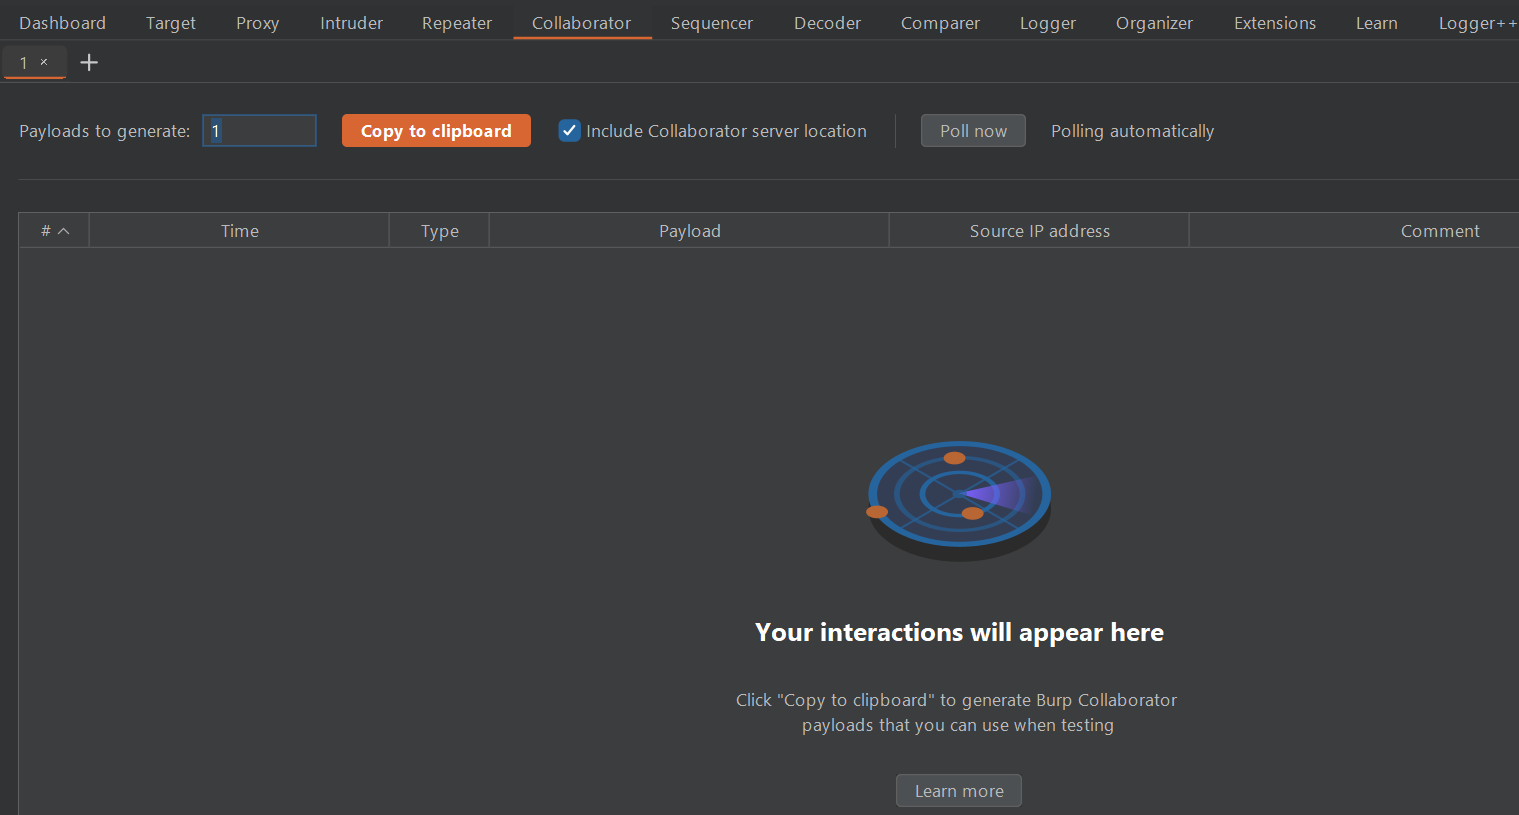 Dashboard Target Proxy Intruder Repeater Collaborator Sequencer Decoder Comparer Logger Organizer Extensions Learn Logger++
1 × +
Payloads to generate: 1 Copy to clipboard Include Collaborator server location Poll now Polling automatically
# Time Type Payload Source IP address Comment
Your interactions will appear here
Click "Copy to clipboard" to generate Burp Collaborator
payloads that you can use when testing
Learn more